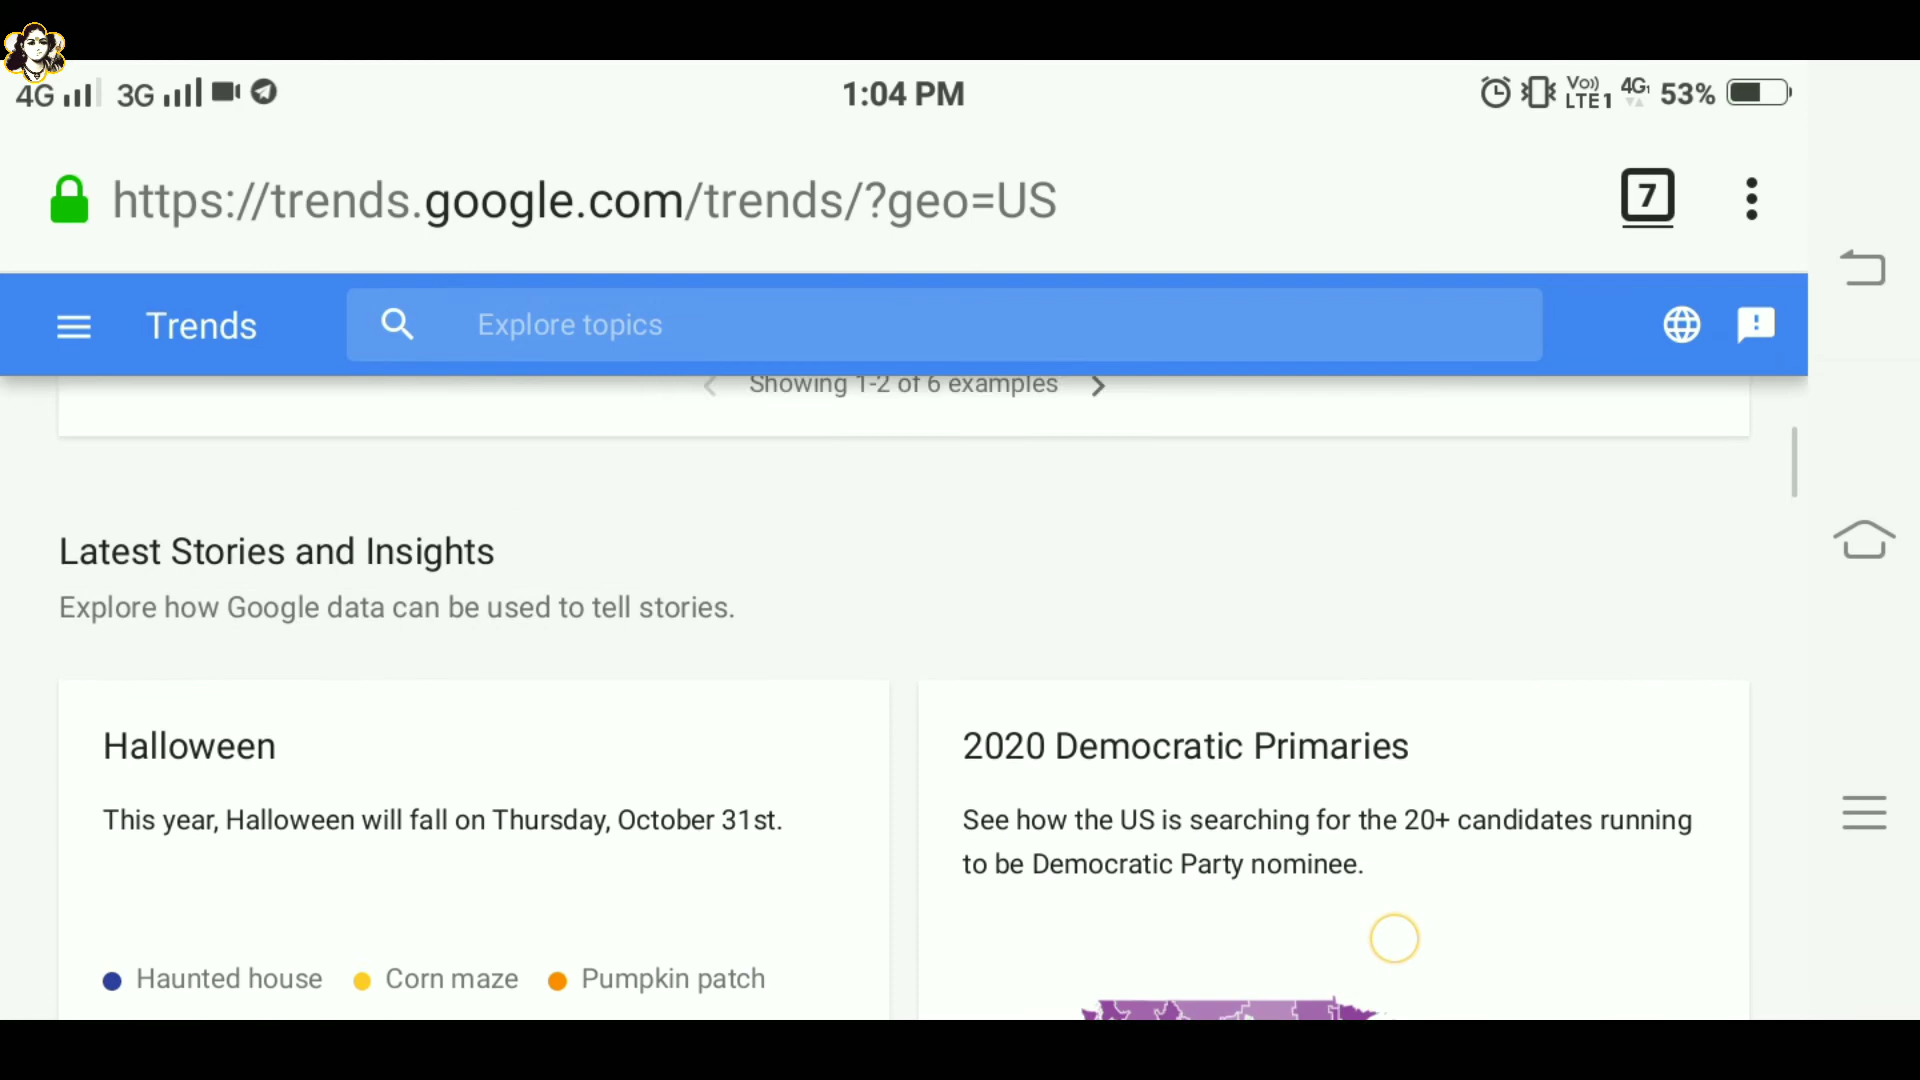 4G 3G 1:04 PM VO)) LTE 1 4G 53%
https://trends.google.com/trends/?geo=US 7
Trends Explore topics
Showing 1-2 of 6 examples
Latest Stories and Insights
Explore how Google data can be used to tell stories.
Halloween
This year, Halloween will fall on Thursday, October 31st.
Haunted house Corn maze Pumpkin patch
2020 Democratic Primaries
See how the US is searching for the 20+ candidates running
to be Democratic Party nominee.